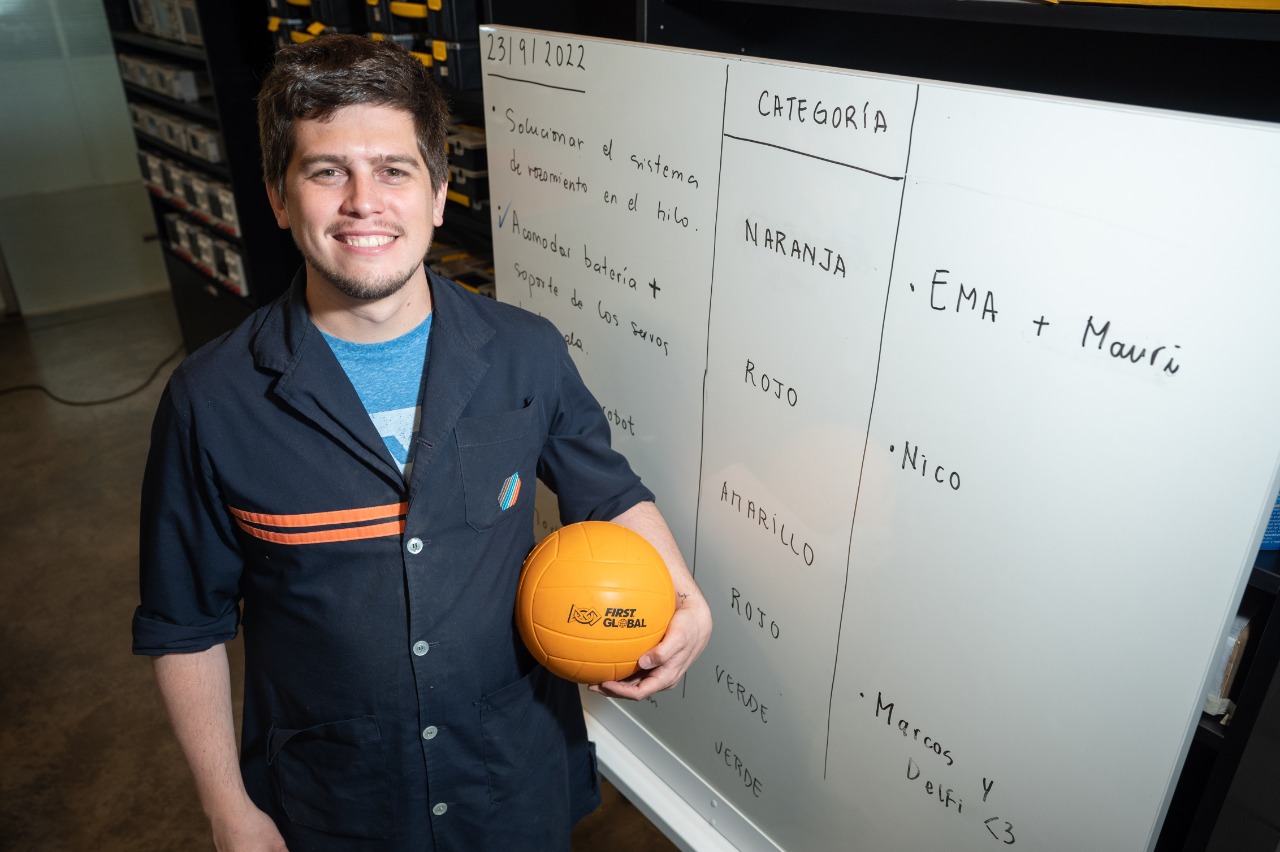 23/9/2022
• Solucionar el sistema
de rozamiento en el hilo.
• Acomodar batería +
soporte de los servos
robot
CATEGORÍA
NARANJA
ROJO
AMARILLO
ROJO
VERDE
VERDE
• EMA + Mauri
• Nico
• Marcos y
Delfi <3
FIRST
GLOBAL